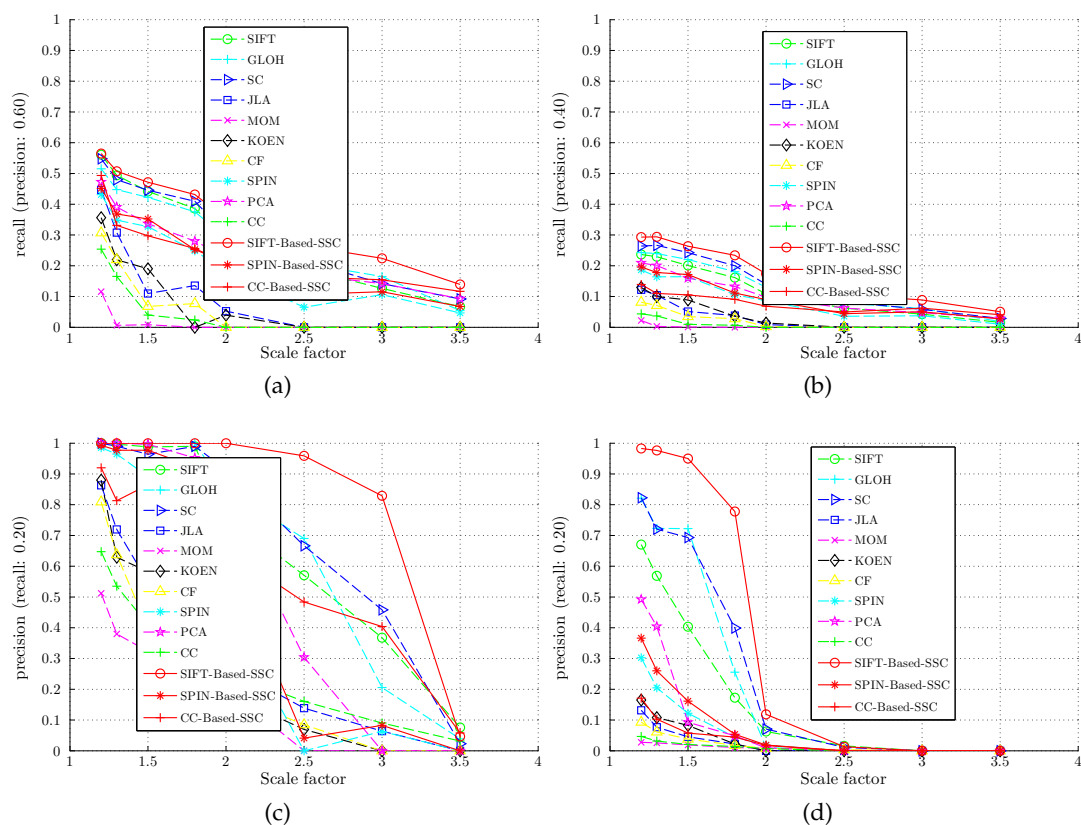 1
0.9
0.8
0.7
0.6
0.5
0.4
0.3
0.2
0.1
0
1
1.5
2
2.5
3
3.5
4
recall (precision: 0.60)
Scale factor
SIFT
GLOH
SC
JLA
MOM
KOEN
CF
SPIN
PCA
CC
SIFT-Based-SSC
SPIN-Based-SSC
CC-Based-SSC
(a)
1
0.9
0.8
0.7
0.6
0.5
0.4
0.3
0.2
0.1
0
1
1.5
2
2.5
3
3.5
4
recall (precision: 0.40)
Scale factor
SIFT
GLOH
SC
JLA
MOM
KOEN
CF
SPIN
PCA
CC
SIFT-Based-SSC
SPIN-Based-SSC
CC-Based-SSC
(b)
1
0.9
0.8
0.7
0.6
0.5
0.4
0.3
0.2
0.1
0
1
1.5
2
2.5
3
3.5
4
precision (recall: 0.20)
Scale factor
SIFT
GLOH
SC
JLA
MOM
KOEN
CF
SPIN
PCA
CC
SIFT-Based-SSC
SPIN-Based-SSC
CC-Based-SSC
(c)
1
0.9
0.8
0.7
0.6
0.5
0.4
0.3
0.2
0.1
0
1
1.5
2
2.5
3
3.5
4
precision (recall: 0.20)
Scale factor
SIFT
GLOH
SC
JLA
MOM
KOEN
CF
SPIN
PCA
CC
SIFT-Based-SSC
SPIN-Based-SSC
CC-Based-SSC
(d)